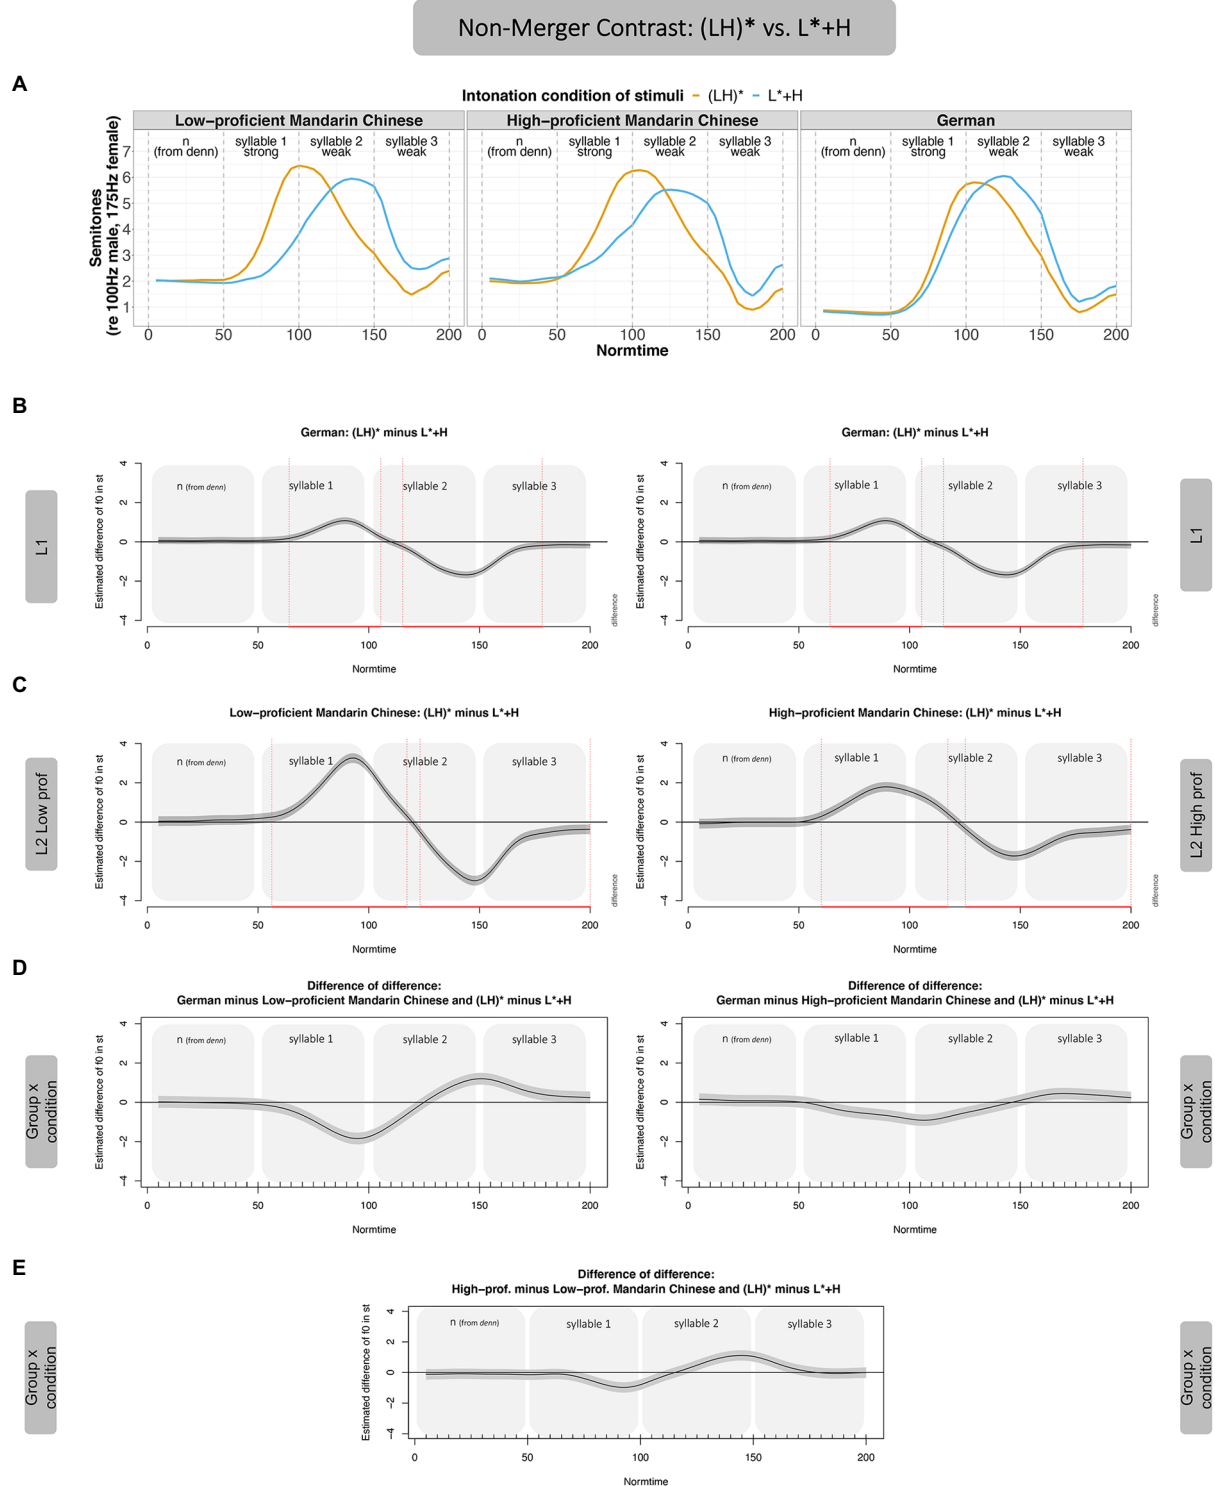 Non-Merger Contrast: (LH)* vs. L*+H
A
Intonation condition of stimuli (LH)* L*+H
Low-proficient Mandarin Chinese High-proficient Mandarin Chinese German
n (from denn) syllable 1 strong syllable 2 weak syllable 3 weak
n (from denn) syllable 1 strong syllable 2 weak syllable 3 weak
n (from denn) syllable 1 strong syllable 2 weak syllable 3 weak
Semitones
(re 100Hz male, 175Hz female)
7
6
5
4
3
2
1
0 50 100 150 200 0 50 100 150 200 0 50 100 150 200
Normtime
B
L1
German: (LH)* minus L*+H
Estimated difference of f0 in st
4
2
0
-2
-4
n (from denn) syllable 1 syllable 2 syllable 3
difference
0 50 100 150 200
Normtime
German: (LH)* minus L*+H
Estimated difference of f0 in st
4
2
0
-2
-4
n (from denn) syllable 1 syllable 2 syllable 3
difference
0 50 100 150 200
Normtime
L1
C
L2 Low prof
Low-proficient Mandarin Chinese: (LH)* minus L*+H
Estimated difference of f0 in st
4
2
0
-2
-4
n (from denn) syllable 1 syllable 2 syllable 3
difference
0 50 100 150 200
Normtime
High-proficient Mandarin Chinese: (LH)* minus L*+H
Estimated difference of f0 in st
4
2
0
-2
-4
n (from denn) syllable 1 syllable 2 syllable 3
difference
0 50 100 150 200
Normtime
L2 High prof
D
Group x
condition
Difference of difference:
German minus Low-proficient Mandarin Chinese and (LH)* minus L*+H
Estimated difference of f0 in st
4
2
0
-2
-4
n (from denn) syllable 1 syllable 2 syllable 3
0 50 100 150 200
Normtime
Difference of difference:
German minus High-proficient Mandarin Chinese and (LH)* minus L*+H
Estimated difference of f0 in st
4
2
0
-2
-4
n (from denn) syllable 1 syllable 2 syllable 3
0 50 100 150 200
Normtime
Group x
condition
E
Group x
condition
Difference of difference:
High-prof. minus Low-prof. Mandarin Chinese and (LH)* minus L*+H
Estimated difference of f0 in st
4
2
0
-2
-4
n (from denn) syllable 1 syllable 2 syllable 3
0 50 100 150 200
Normtime
Group x
condition